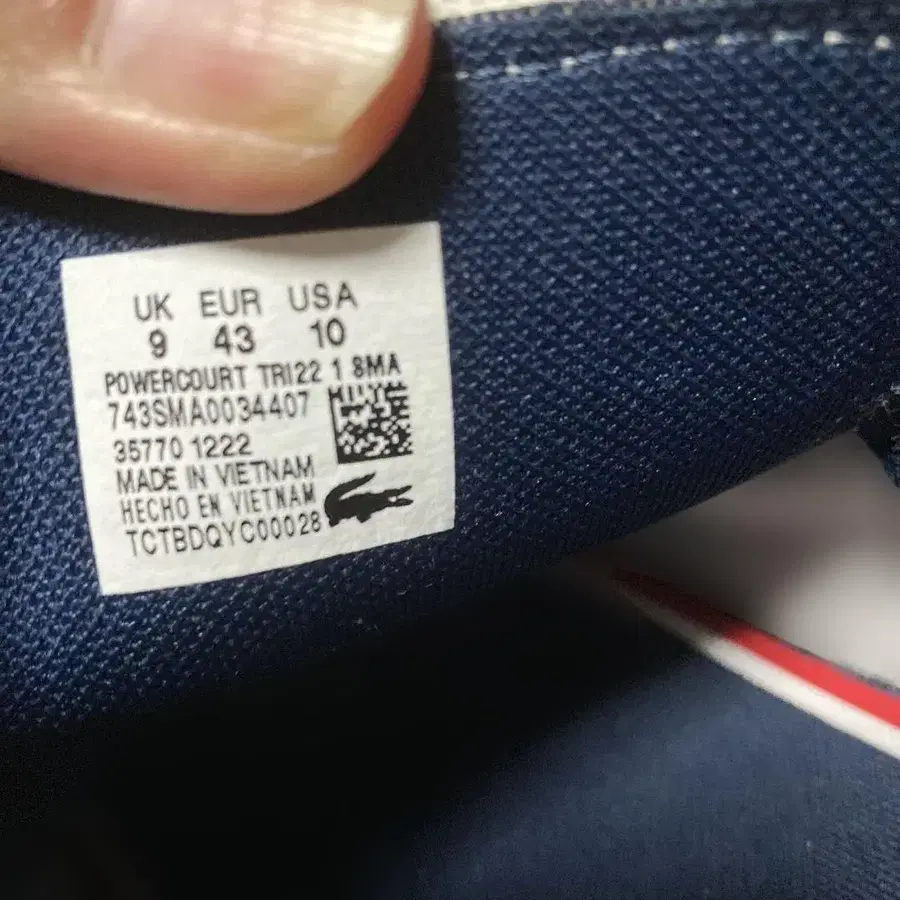 UK EUR USA
9 43 10
POWERCOURT TRI22 1 SMA
743SMA0034407
35770 1222
MADE IN VIETNAM
HECHO EN VIETNAM
TCTBDQYC00028